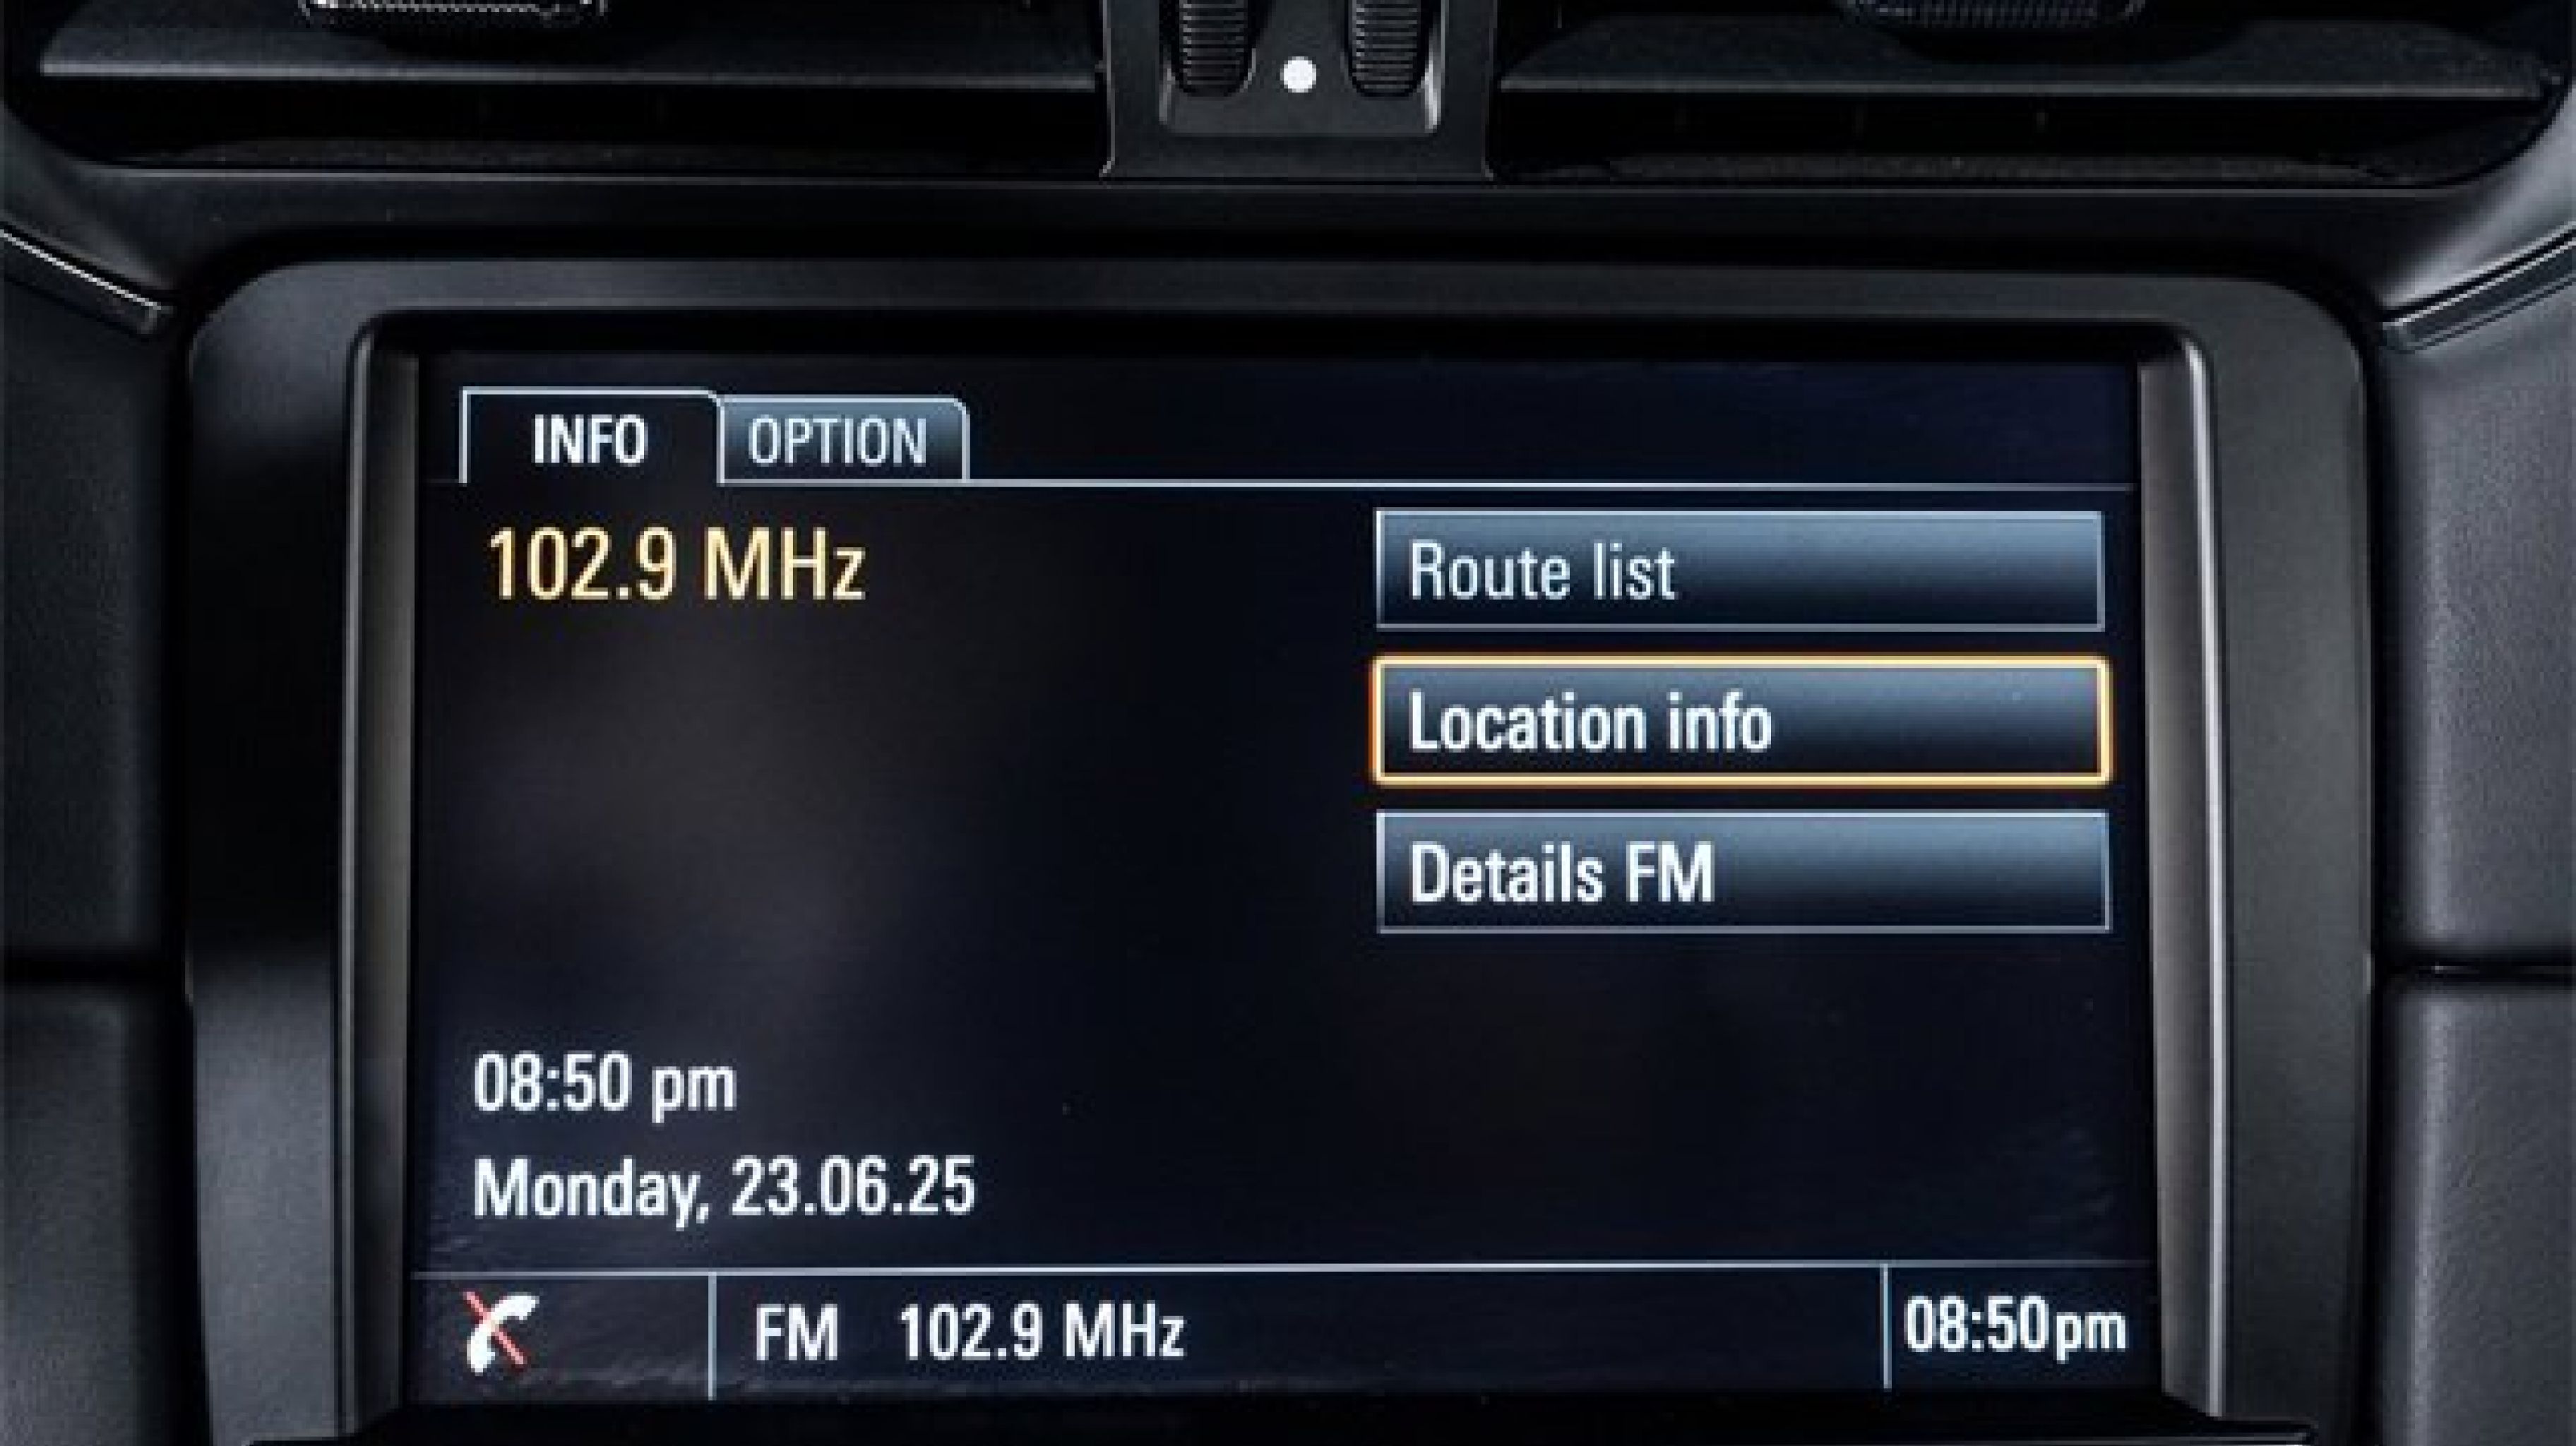 INFO OPTION
102.9 MHz
Route list
Location info
Details FM
08:50 pm
Monday, 23.06.25
FM 102.9 MHz 08:50pm